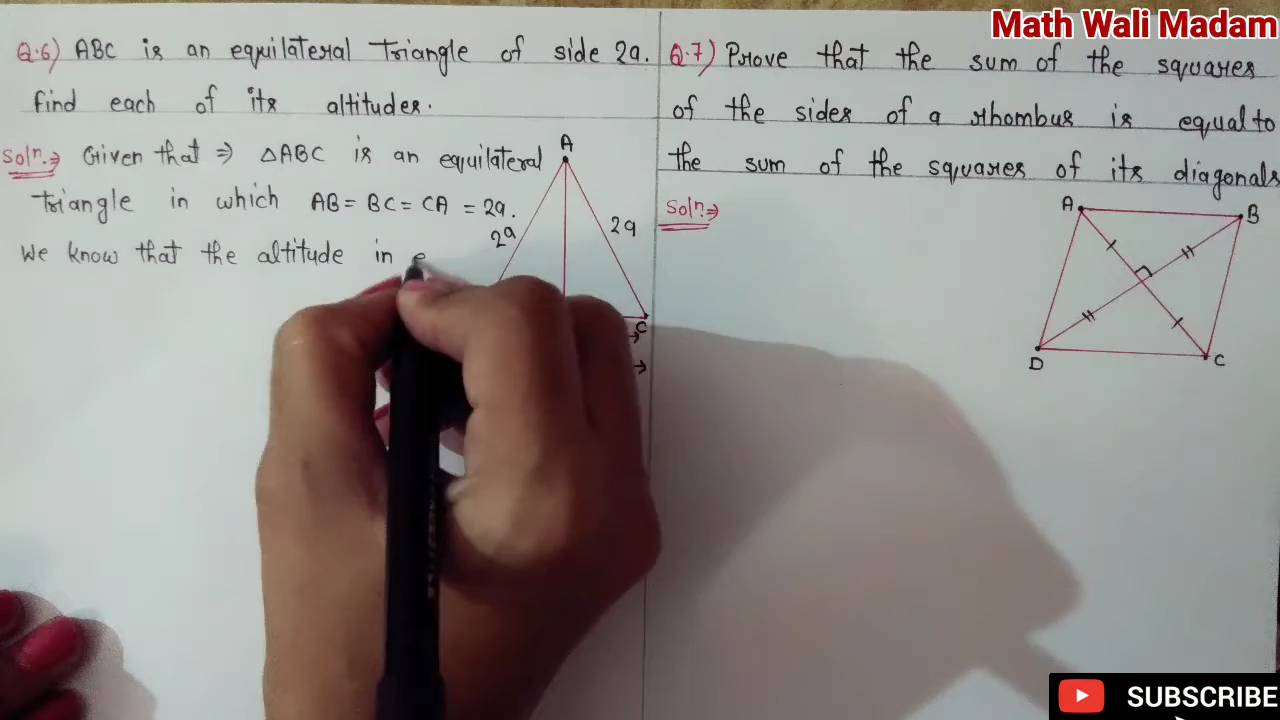 Math Wali Madam
Q.6) ABC is an equilateral Triangle of side 2a.
find each of its altitudes.
Soln. ⇒ Given that ⇒ △ABC is an equilateral
Triangle in which AB = BC = CA = 2a.
We know that the altitude in e
A
2a
2a
C
Q.7) Prove that the sum of the squares
of the sides of a rhombus is equal to
the sum of the squares of its diagonals
Soln. ⇒
A
B
D
C
SUBSCRIBE